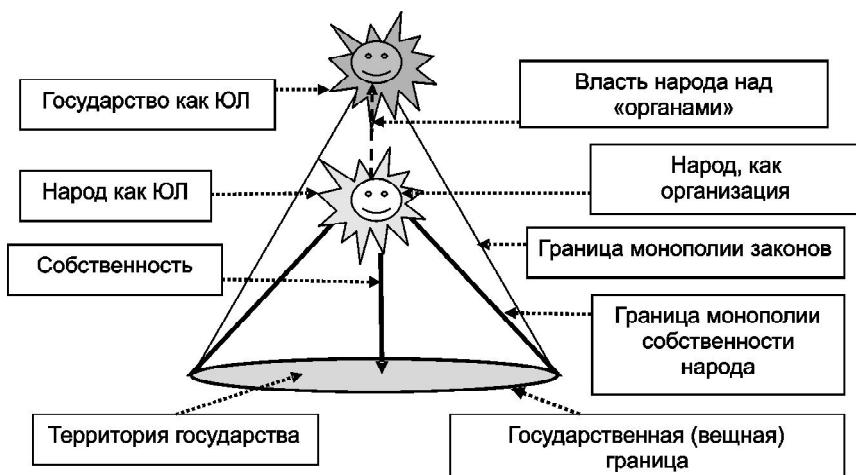 Государство как ЮЛ
Власть народа над
«органами»
Народ как ЮЛ
Народ, как
организация
Собственность
Граница монополии законов
Граница монополии
собственности
народа
Территория государства
Государственная (вещная)
граница